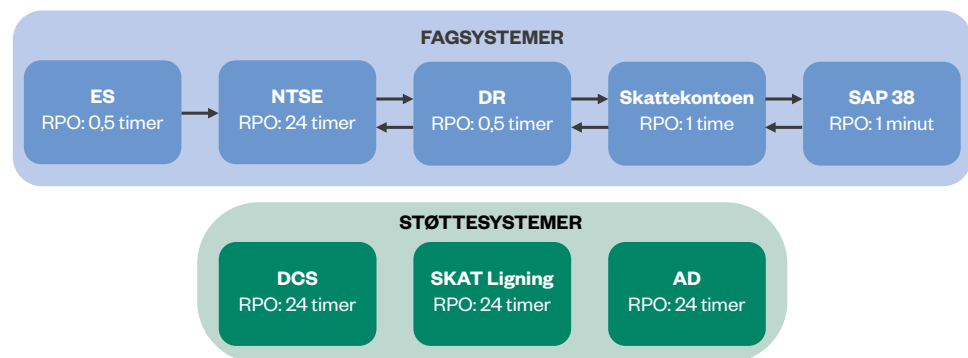 FAGSYSTEMER
ES
RPO: 0,5 timer
NTSE
RPO: 24 timer
DR
RPO: 0,5 timer
Skattekontoen
RPO: 1 time
SAP 38
RPO: 1 minut
STØTTESYSTEMER
DCS
RPO: 24 timer
SKAT Ligning
RPO: 24 timer
AD
RPO: 24 timer